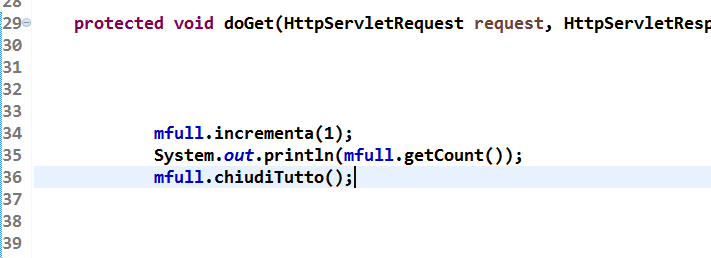 28
29 protected void doGet(HttpServletRequest request, HttpServletResp
30
31
32
33
34 mfull.incrementa(1);
35 System.out.println(mfull.getCount());
36 mfull.chiudiTutto();
37
38
39